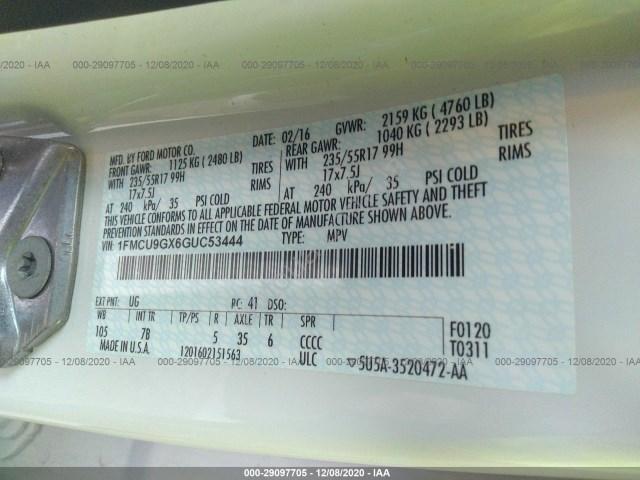 000-29097705 - 12/08/2020 - IAA
MFD. BY FORD MOTOR CO. DATE: 02/16 GVWR: 2159 KG ( 4760 LB)
FRONT GAWR: 1125 KG ( 2480 LB) REAR GAWR: 1040 KG ( 2293 LB)
WITH 235/55R17 99H TIRES WITH 235/55R17 99H TIRES
17x7.5J RIMS 17x7.5J RIMS
AT 240 kPa/ 35 PSI COLD AT 240 kPa/ 35 PSI COLD
THIS VEHICLE CONFORMS TO ALL APPLICABLE FEDERAL MOTOR VEHICLE SAFETY AND THEFT
PREVENTION STANDARDS IN EFFECT ON THE DATE OF MANUFACTURE SHOWN ABOVE.
VIN: 1FMCU9GX6GUC53444 TYPE: MPV
EXT PNT: UG RC: 41 DSO:
WB INT TR TP/PS R AXLE TR SPR F0120
105 7B 5 35 6 CCCC T0311
MADE IN U.S.A. 1201602151563 ULC 5U5A-3520472-AA
000-29097705 - 12/08/2020 - IAA
000-29097705 - 12/08/2020 - IAA